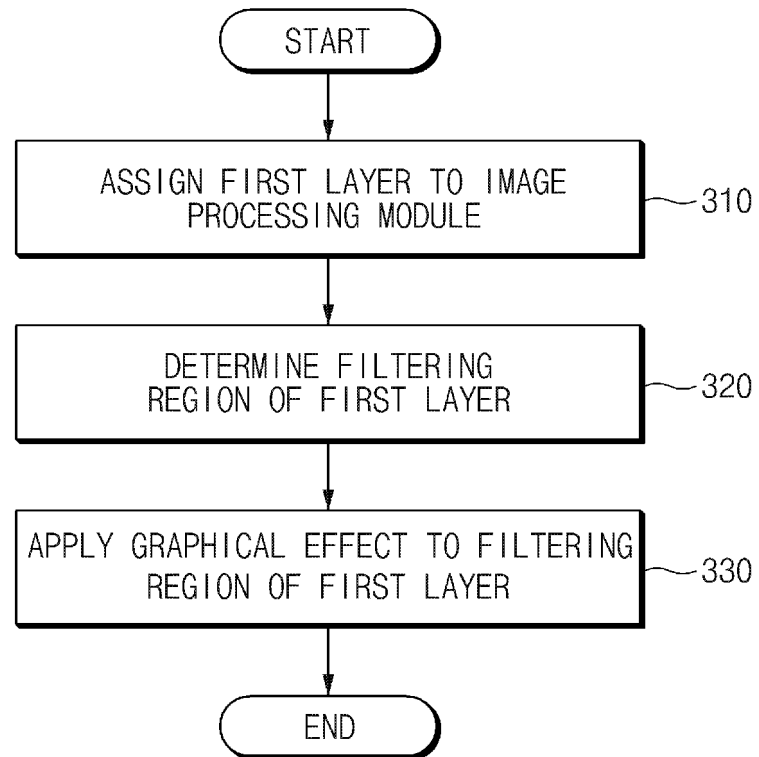 START
ASSIGN FIRST LAYER TO IMAGE
PROCESSING MODULE
310
DETERMINE FILTERING
REGION OF FIRST LAYER
320
APPLY GRAPHICAL EFFECT TO FILTERING
REGION OF FIRST LAYER
330
END